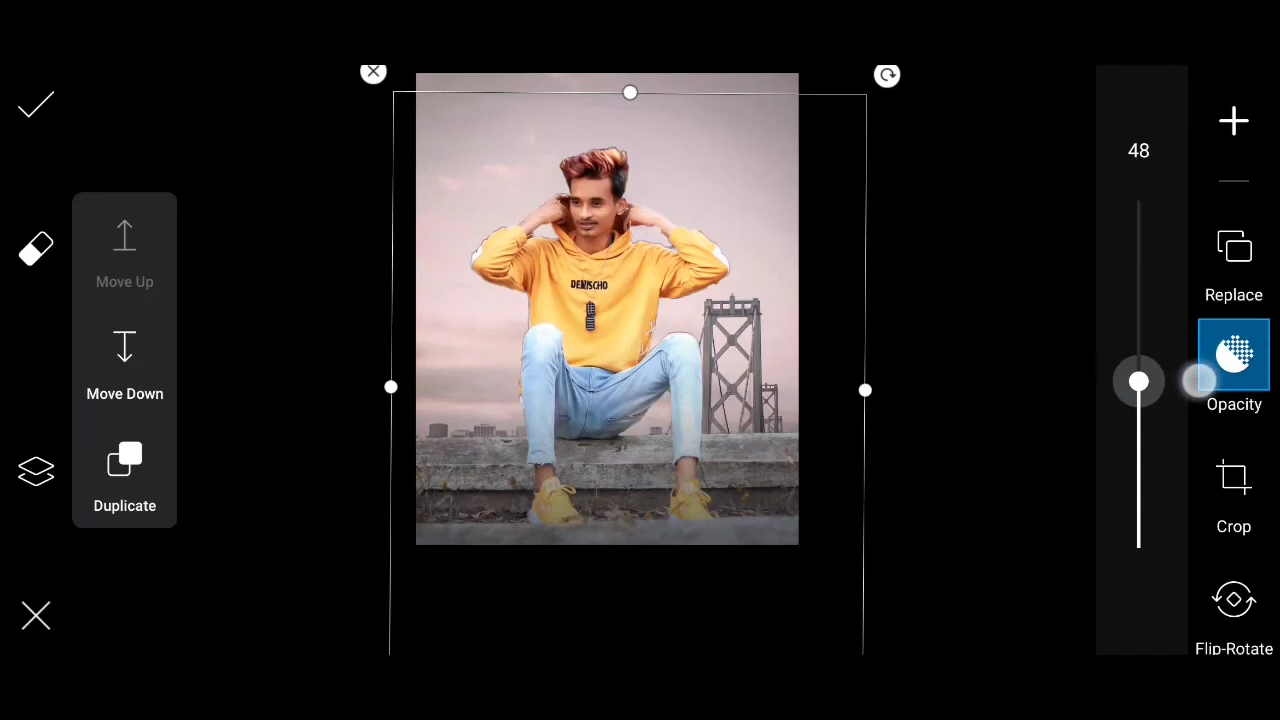 48
Move Up
Replace
Move Down
DENISCHO
Opacity
Duplicate
Crop
Flip-Rotate